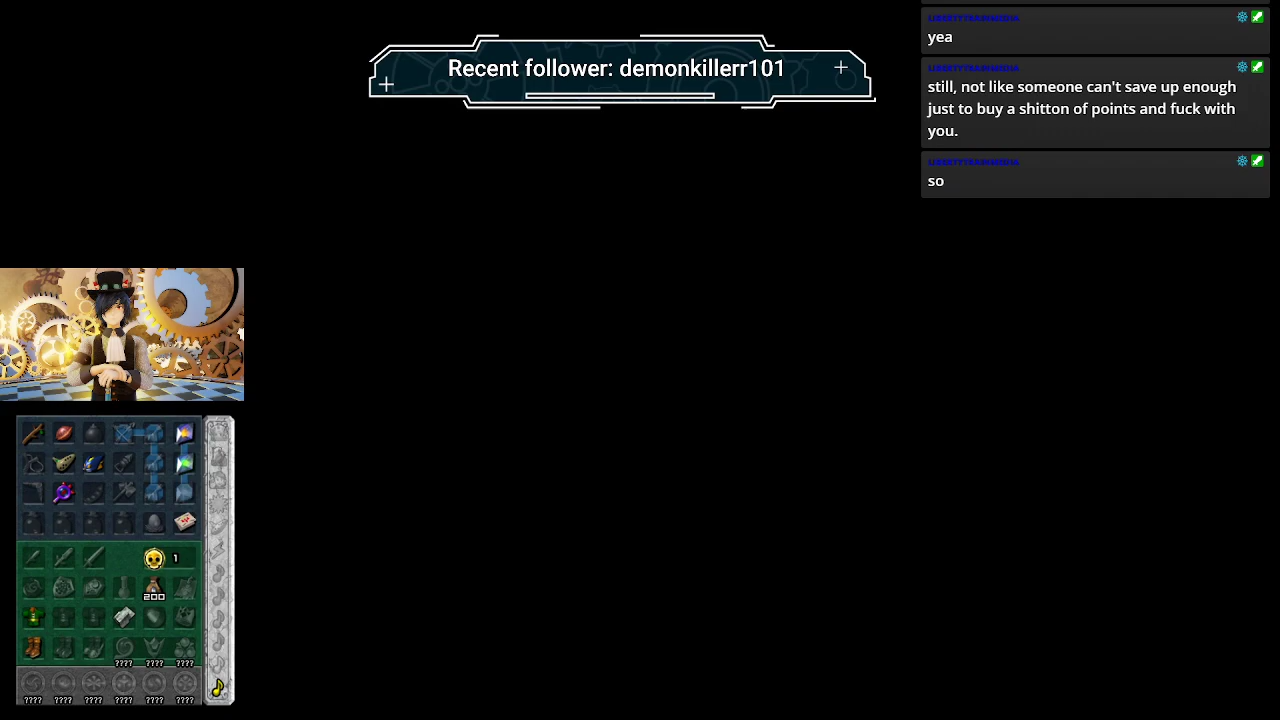 Recent follower: demonkillerr101
yea
still, not like someone can't save up enough
just to buy a shitton of points and fuck with
you.
so
1
200
???? ???? ????
???? ???? ???? ???? ???? ????